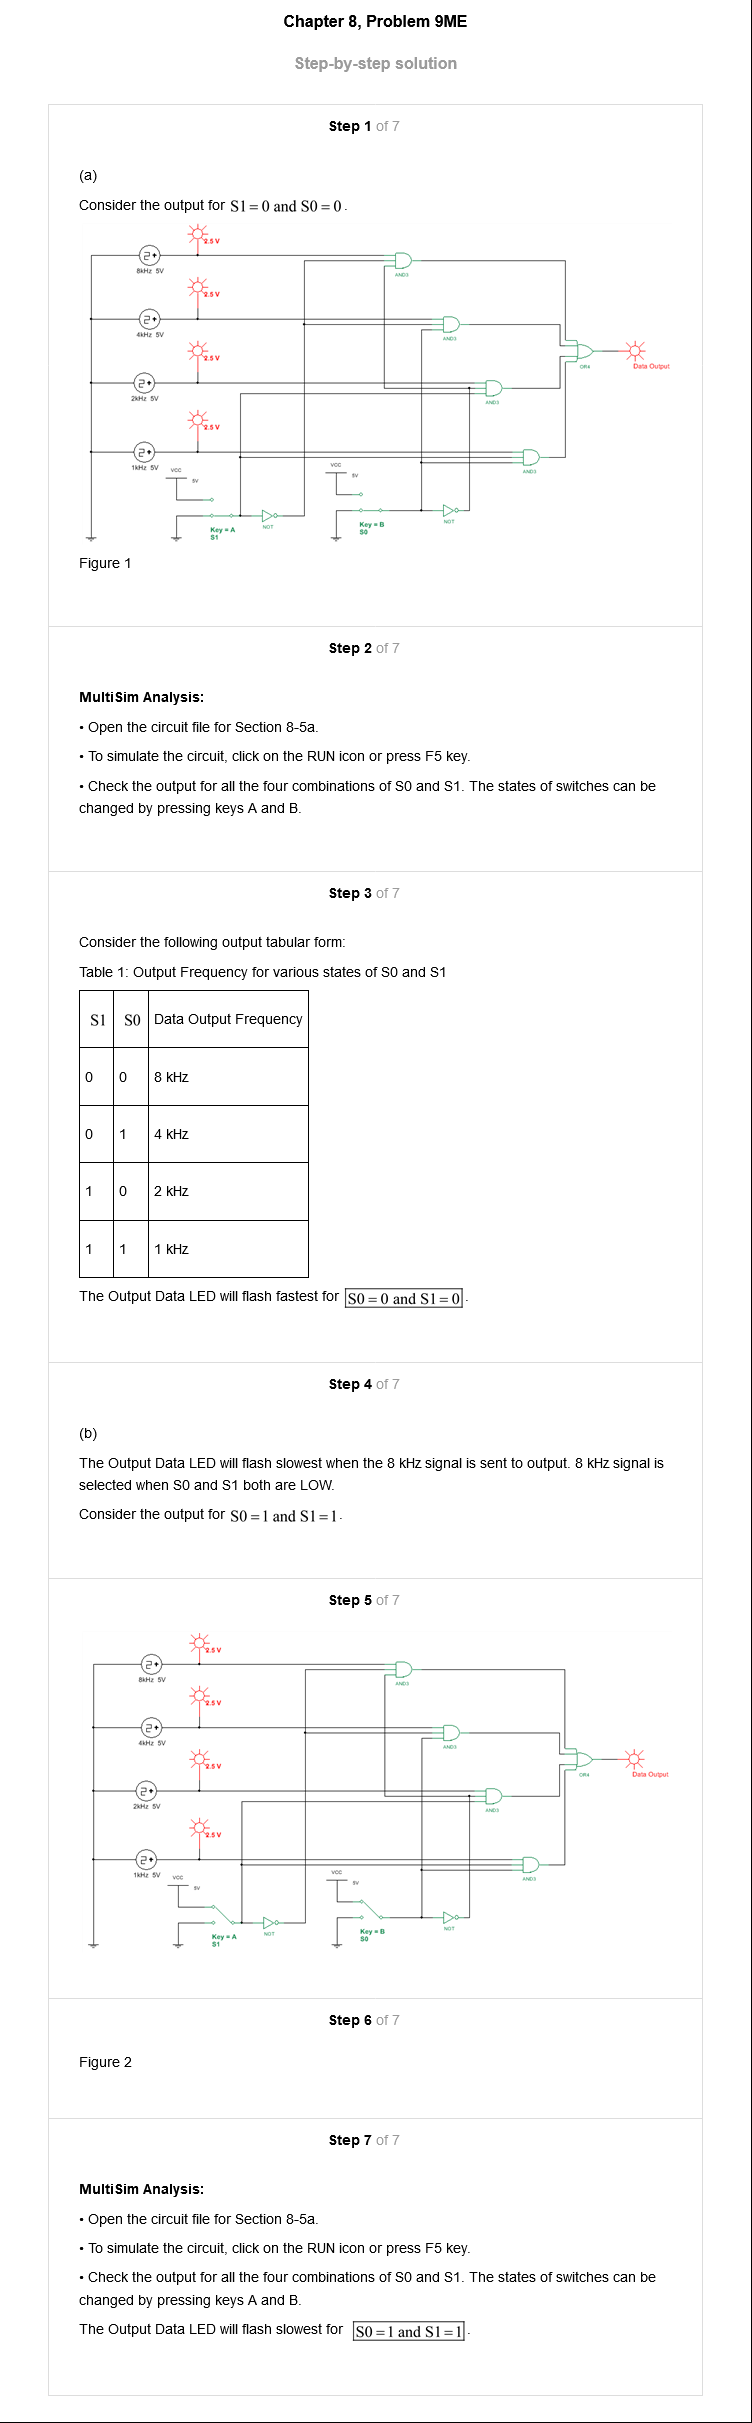 Chapter 8, Problem 9ME
Step-by-step solution
Step 1 of 7
(a)
Consider the output for S1 = 0 and S0 = 0.
2.5 V
8kHz 5V
AND3
2.5 V
4kHz 5V
AND3
2.5 V
OR4
Data Output
2kHz 5V
AND3
2.5 V
1kHz 5V
VCC
5V
VCC
5V
AND3
Key = A
S1
NOT
Key = B
S0
NOT
Figure 1
Step 2 of 7
MultiSim Analysis:
• Open the circuit file for Section 8-5a.
• To simulate the circuit, click on the RUN icon or press F5 key.
• Check the output for all the four combinations of S0 and S1. The states of switches can be
changed by pressing keys A and B.
Step 3 of 7
Consider the following output tabular form:
Table 1: Output Frequency for various states of S0 and S1
S1 S0 Data Output Frequency
0 0 8 kHz
0 1 4 kHz
1 0 2 kHz
1 1 1 kHz
The Output Data LED will flash fastest for S0 = 0 and S1 = 0.
Step 4 of 7
(b)
The Output Data LED will flash slowest when the 8 kHz signal is sent to output. 8 kHz signal is
selected when S0 and S1 both are LOW.
Consider the output for S0 = 1 and S1 = 1.
Step 5 of 7
2.5 V
8kHz 5V
AND3
2.5 V
4kHz 5V
AND3
2.5 V
OR4
Data Output
2kHz 5V
AND3
2.5 V
1kHz 5V
VCC
5V
VCC
5V
AND3
Key = A
S1
NOT
Key = B
S0
NOT
Step 6 of 7
Figure 2
Step 7 of 7
MultiSim Analysis:
• Open the circuit file for Section 8-5a.
• To simulate the circuit, click on the RUN icon or press F5 key.
• Check the output for all the four combinations of S0 and S1. The states of switches can be
changed by pressing keys A and B.
The Output Data LED will flash slowest for S0 = 1 and S1 = 1.